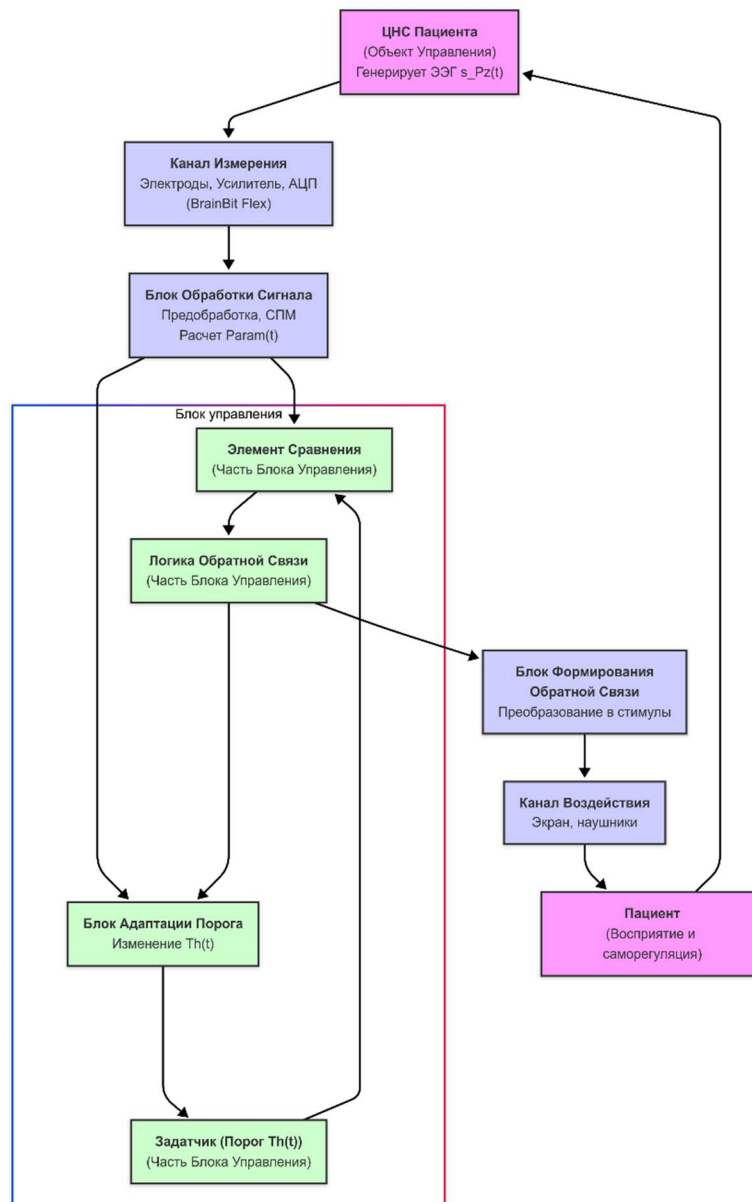 ЦНС Пациента
(Объект Управления)
Генерирует ЭЭГ s_Pz(t)
Канал Измерения
Электроды, Усилитель, АЦП
(BrainBit Flex)
Блок Обработки Сигнала
Предобработка, СПМ
Расчет Param(t)
Блок управления
Элемент Сравнения
(Часть Блока Управления)
Логика Обратной Связи
(Часть Блока Управления)
Блок Формирования
Обратной Связи
Преобразование в стимулы
Канал Воздействия
Экран, наушники
Пациент
(Восприятие и
саморегуляция)
Блок Адаптации Порога
Изменение Th(t)
Задатчик (Порог Th(t))
(Часть Блока Управления)